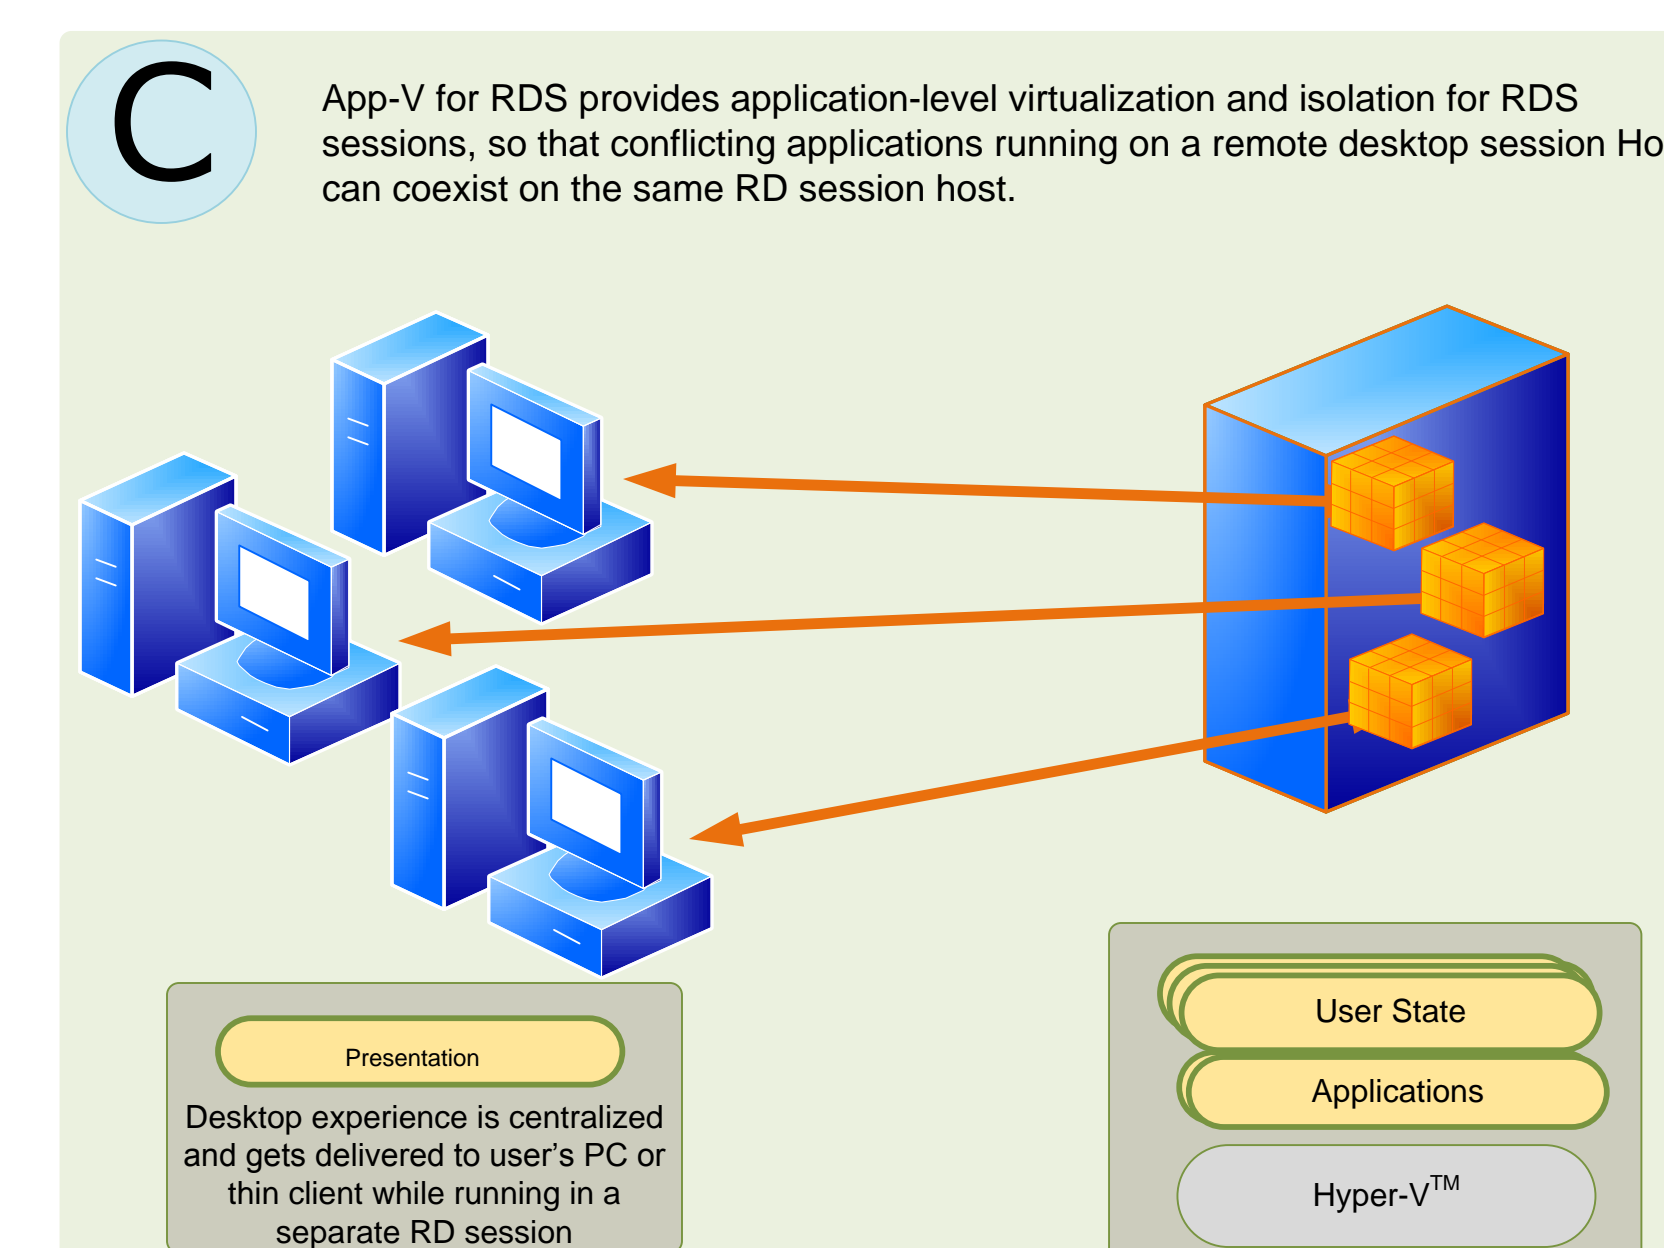 C
App-V for RDS provides application-level virtualization and isolation for RDS
sessions, so that conflicting applications running on a remote desktop session Ho
can coexist on the same RD session host.
Presentation
Desktop experience is centralized
and gets delivered to user’s PC or
thin client while running in a
separate RD session
User State
Applications
Hyper-V™